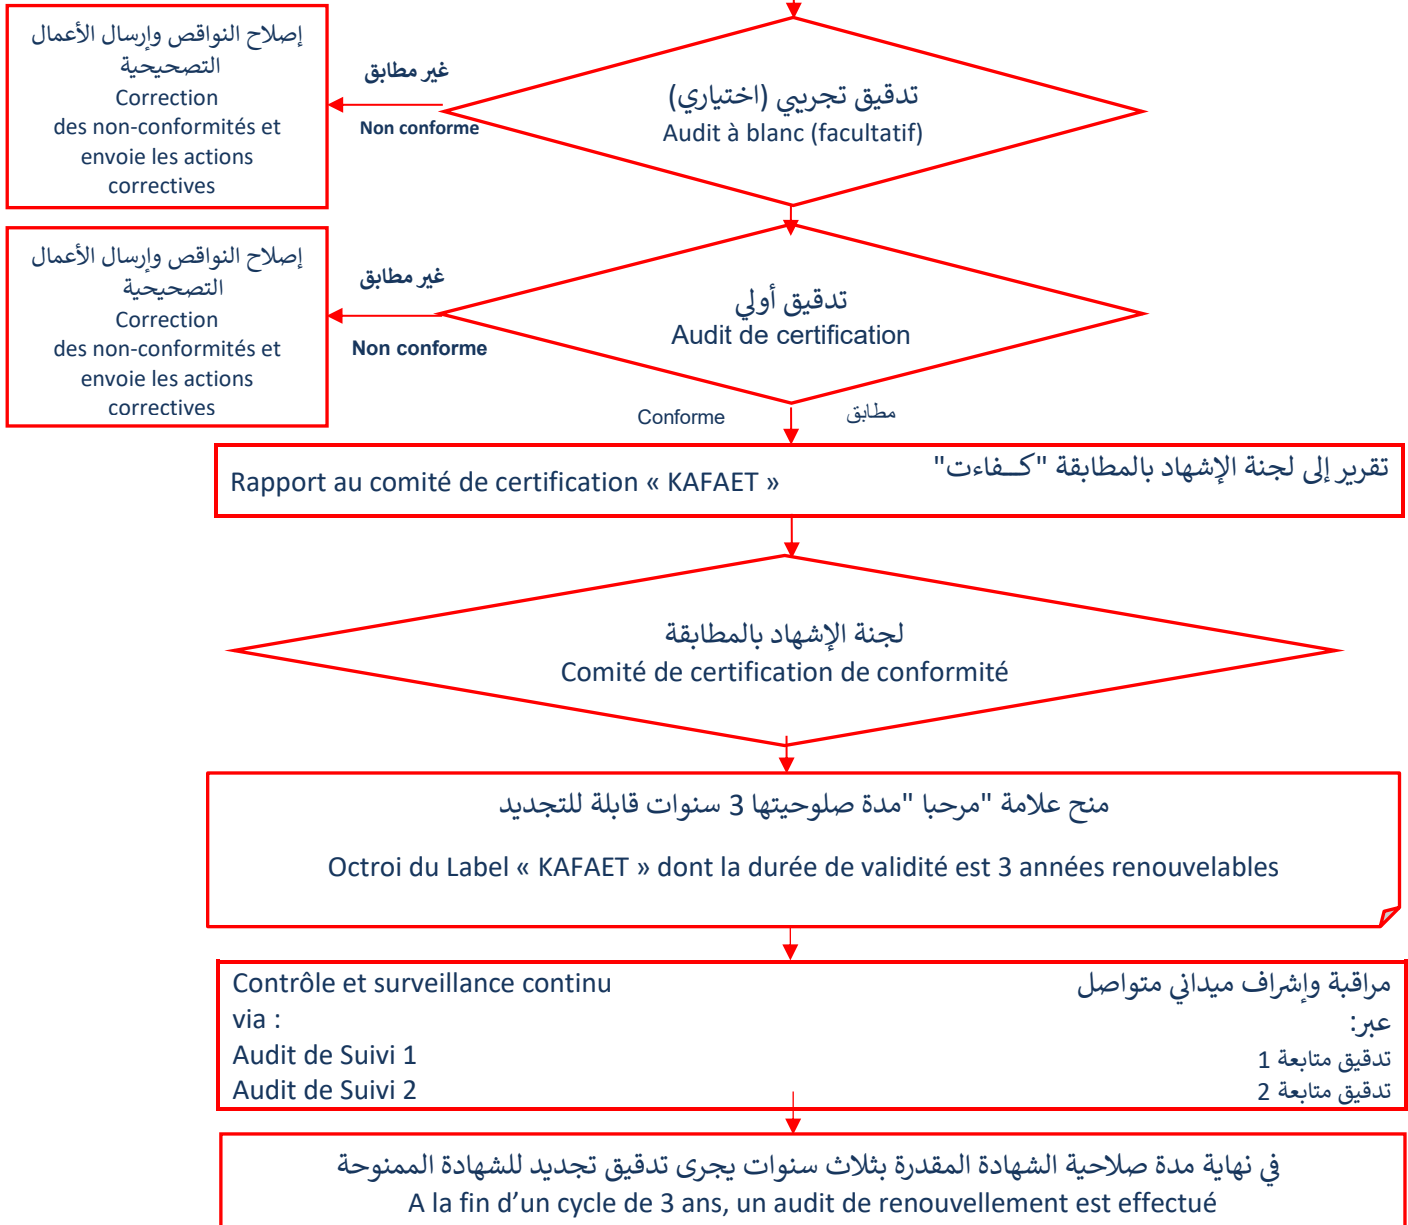 إصلاح النواقص وإرسال الأعمال
التصحيحية
Correction
des non-conformités et
envoie les actions
correctives
غير مطابق
Non conforme
تدقيق تجريبي (اختياري)
Audit à blanc (facultatif)
إصلاح النواقص وإرسال الأعمال
التصحيحية
Correction
des non-conformités et
envoie les actions
correctives
غير مطابق
Non conforme
تدقيق أولي
Audit de certification
Conforme
مطابق
Rapport au comité de certification « KAFAET »
تقرير إلى لجنة الإشهاد بالمطابقة "كـــفاءت"
لجنة الإشهاد بالمطابقة
Comité de certification de conformité
منح علامة "مرحبا "مدة صلوحيتها 3 سنوات قابلة للتجديد
Octroi du Label « KAFAET » dont la durée de validité est 3 années renouvelables
Contrôle et surveillance continu
via :
Audit de Suivi 1
Audit de Suivi 2
مراقبة وإشراف ميداني متواصل
عبر:
تدقيق متابعة 1
تدقيق متابعة 2
في نهاية مدة صلاحية الشهادة المقدرة بثلاث سنوات يجرى تدقيق تجديد للشهادة الممنوحة
A la fin d’un cycle de 3 ans, un audit de renouvellement est effectué